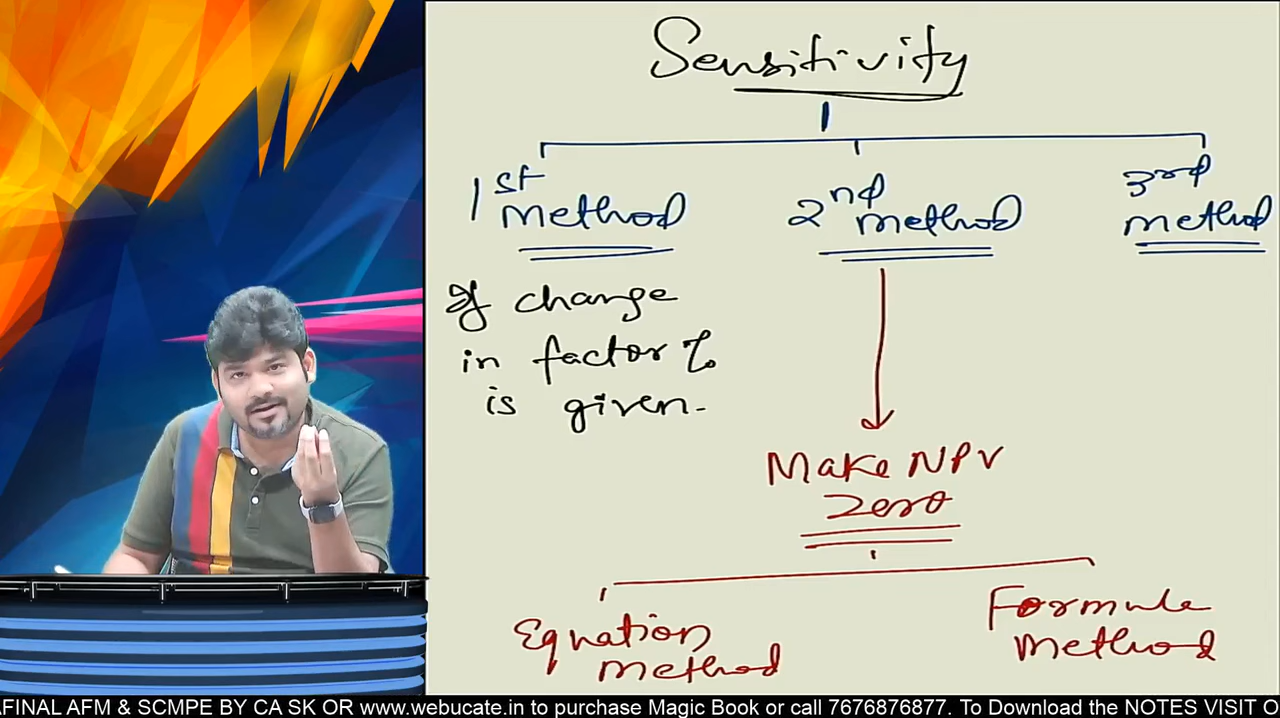 Sensitivity
1st method
2nd method
3rd method
If change
in factor %
is given.
Make NPV
zero
Equation
method
Formule
method
AFINAL AFM & SCMPE BY CA SK OR www.webucate.in to purchase Magic Book or call 7676876877. To Download the NOTES VISIT O